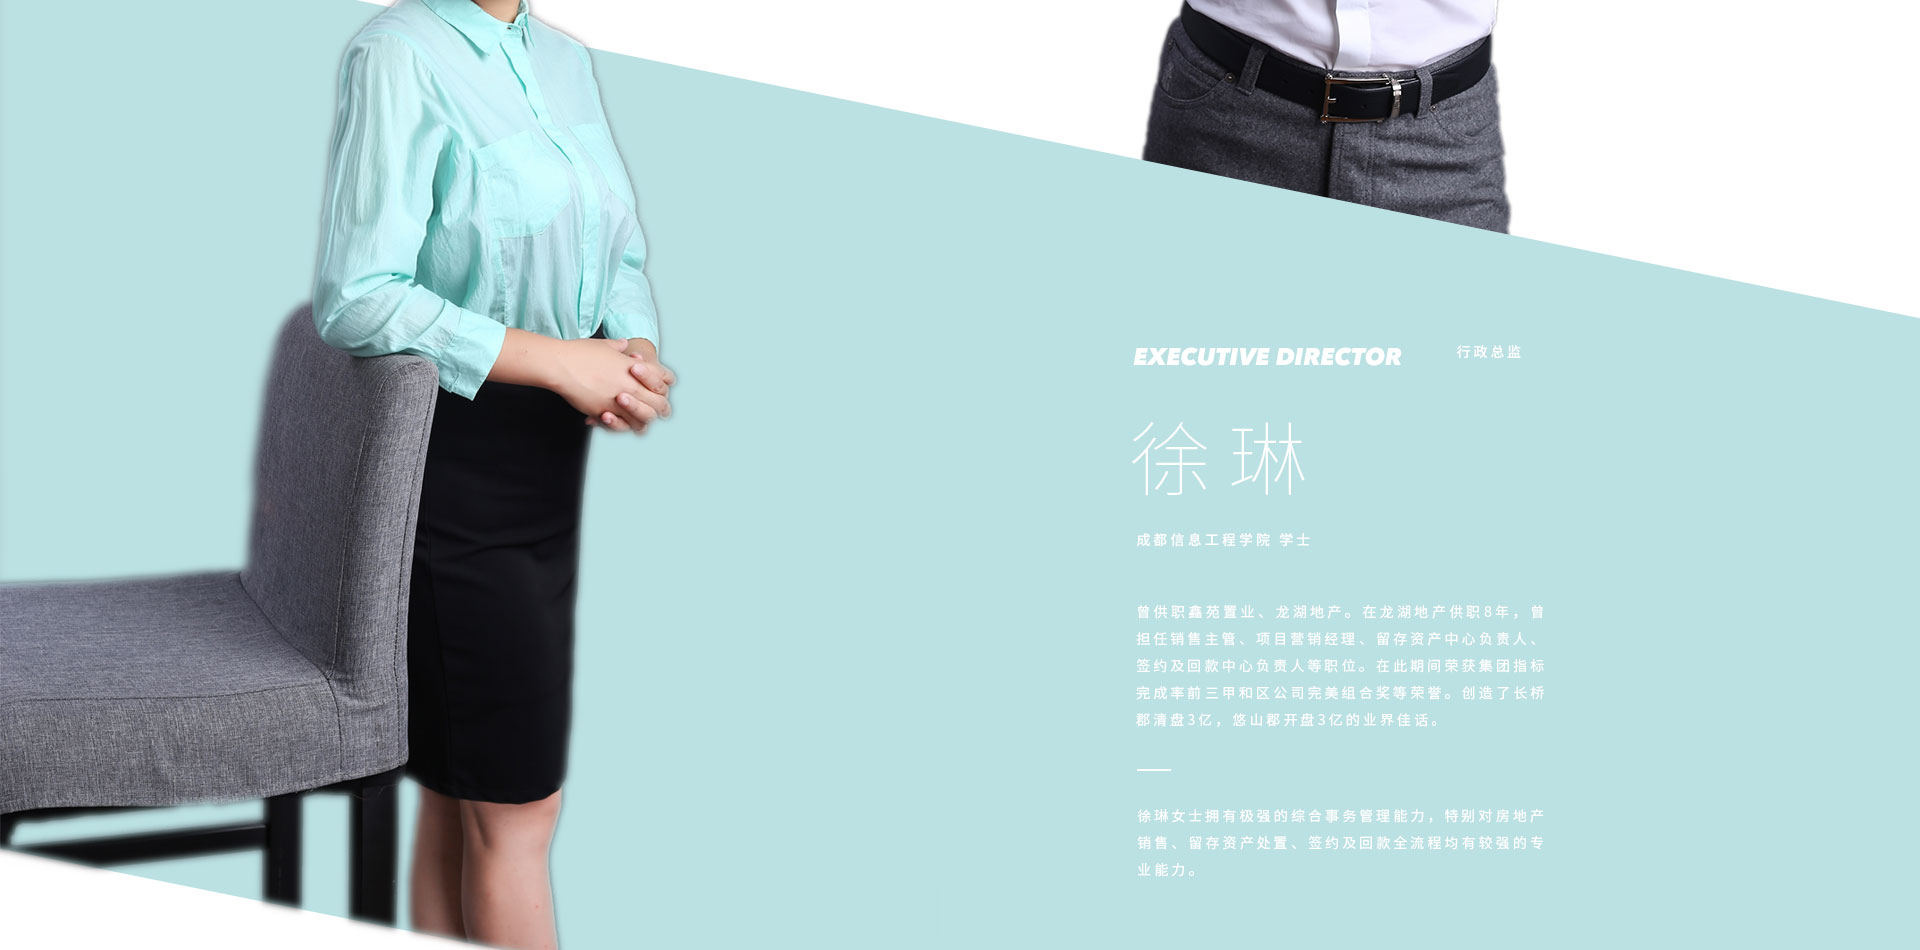 EXECUTIVE DIRECTOR 行政总监
徐琳
成都信息工程学院 学士
曾供职鑫苑置业、龙湖地产。在龙湖地产供职8年，曾
担任销售主管、项目营销经理、留存资产中心负责人、
签约及回款中心负责人等职位。在此期间荣获集团指标
完成率前三甲和区公司完美组合奖等荣誉。创造了长桥
郡清盘3亿，悠山郡开盘3亿的业界佳话。
徐琳女士拥有极强的综合事务管理能力，特别对房地产
销售、留存资产处置、签约及回款全流程均有较强的专
业能力。